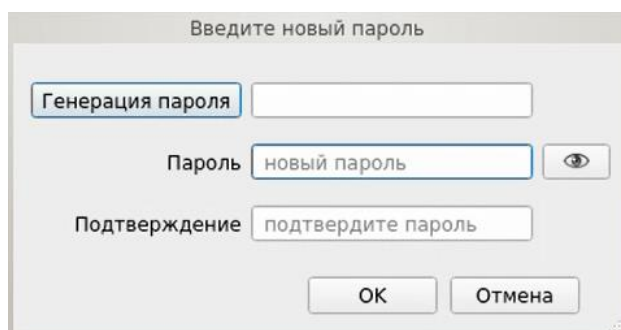 Введите новый пароль
Генерация пароля
Пароль новый пароль
Подтверждение подтвердите пароль
OK Отмена